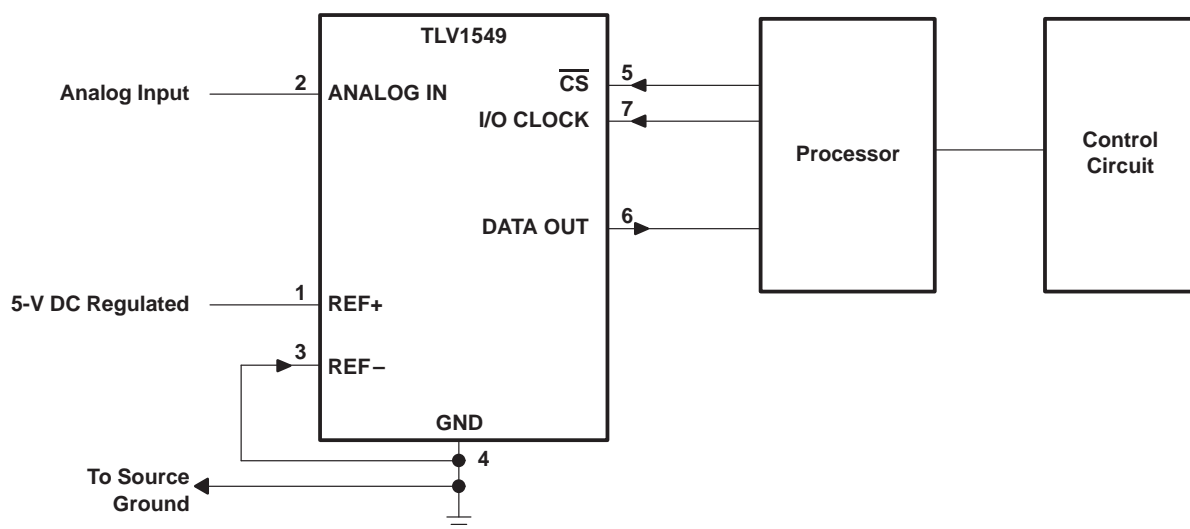 TLV1549
Analog Input
2
ANALOG IN
CS
5
I/O CLOCK
7
DATA OUT
6
Processor
Control
Circuit
5-V DC Regulated
1
REF+
3
REF–
GND
4
To Source
Ground